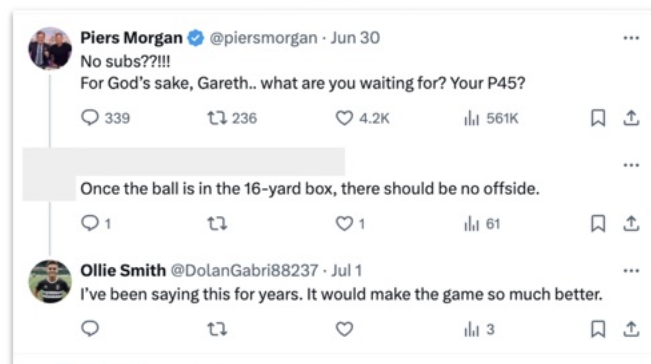 Piers Morgan @piersmorgan · Jun 30
No subs??!!!
For God's sake, Gareth.. what are you waiting for? Your P45?
339 236 4.2K 561K
Once the ball is in the 16-yard box, there should be no offside.
1 1 61
Ollie Smith @DolanGabri88237 · Jul 1
I've been saying this for years. It would make the game so much better.
3